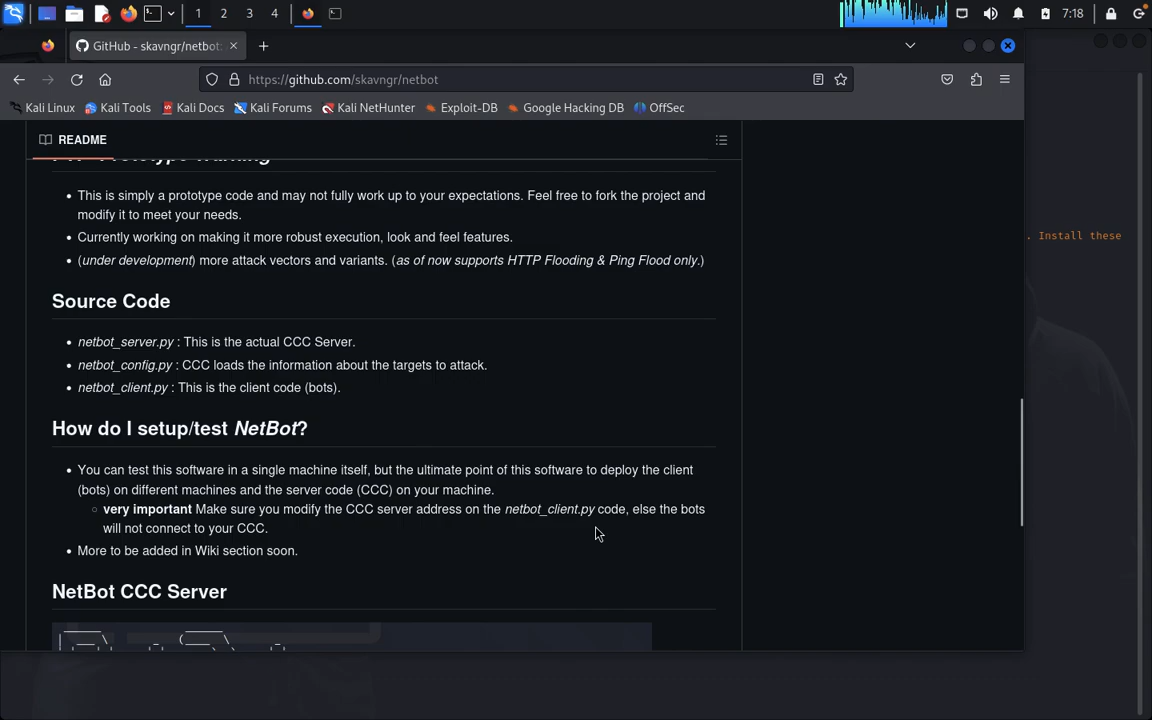 1 2 3 4
7:18
GitHub - skavngr/netbot:
https://github.com/skavngr/netbot
Kali Linux Kali Tools Kali Docs Kali Forums Kali NetHunter Exploit-DB Google Hacking DB OffSec
README
Prototype Warning
This is simply a prototype code and may not fully work up to your expectations. Feel free to fork the project and
modify it to meet your needs.
Currently working on making it more robust execution, look and feel features.
. Install these
(under development) more attack vectors and variants. (as of now supports HTTP Flooding & Ping Flood only.)
Source Code
netbot_server.py : This is the actual CCC Server.
netbot_config.py : CCC loads the information about the targets to attack.
netbot_client.py : This is the client code (bots).
How do I setup/test NetBot?
You can test this software in a single machine itself, but the ultimate point of this software to deploy the client
(bots) on different machines and the server code (CCC) on your machine.
very important Make sure you modify the CCC server address on the netbot_client.py code, else the bots
will not connect to your CCC.
More to be added in Wiki section soon.
NetBot CCC Server